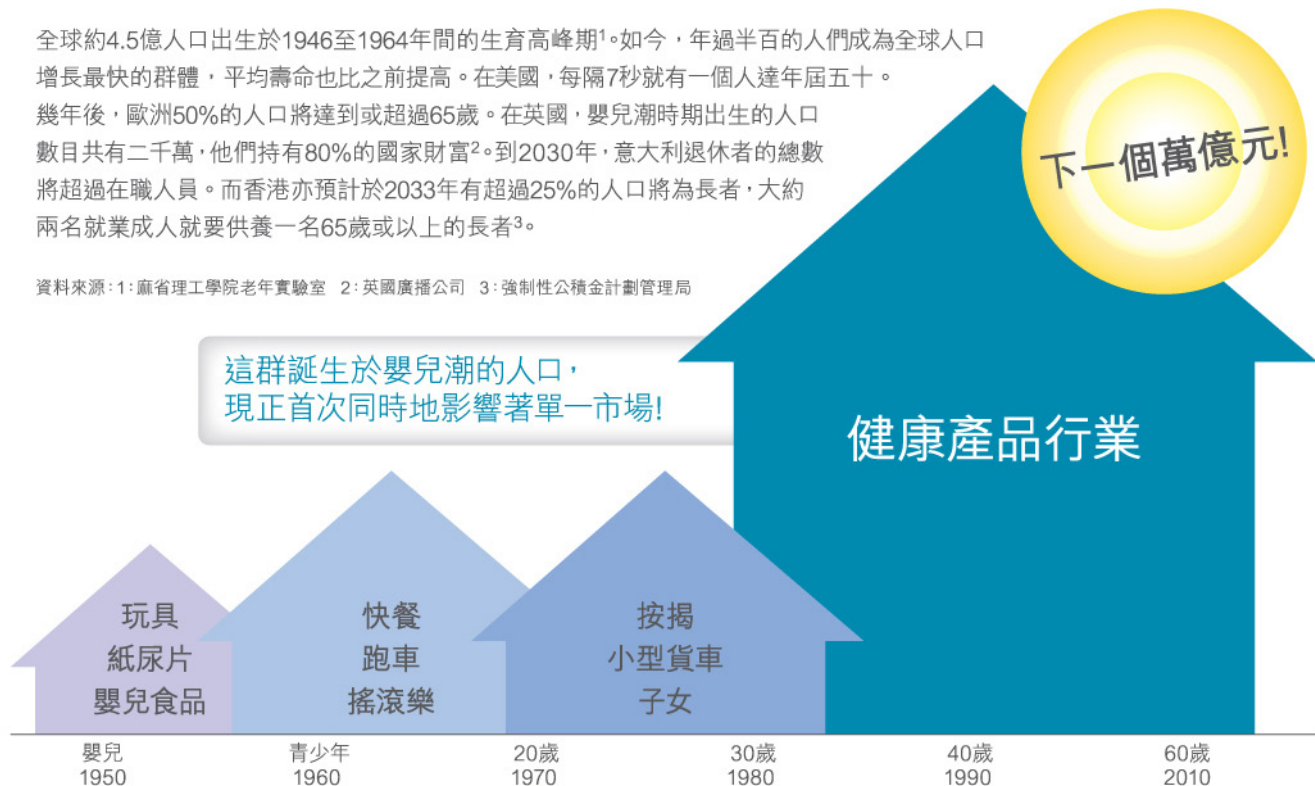 全球約4.5億人口出生於1946至1964年間的生育高峰期1。如今，年過半百的人們成為全球人口
增長最快的群體，平均壽命也比之前提高。在美國，每隔7秒就有一個人達年屆五十。
幾年後，歐洲50%的人口將達到或超過65歲。在英國，嬰兒潮時期出生的人口
數目共有二千萬，他們持有80%的國家財富2。到2030年，意大利退休者的總數
將超過在職人員。而香港亦預計於2033年有超過25%的人口將為長者，大約
兩名就業成人就要供養一名65歲或以上的長者3。
資料來源：1：麻省理工學院老年實驗室 2：英國廣播公司 3：強制性公積金計劃管理局
下一個萬億元!
這群誕生於嬰兒潮的人口，
現正首次同時地影響著單一市場!
健康產品行業
玩具
紙尿片
嬰兒食品
快餐
跑車
搖滾樂
按揭
小型貨車
子女
嬰兒 青少年 20歲 30歲 40歲 60歲
1950 1960 1970 1980 1990 2010